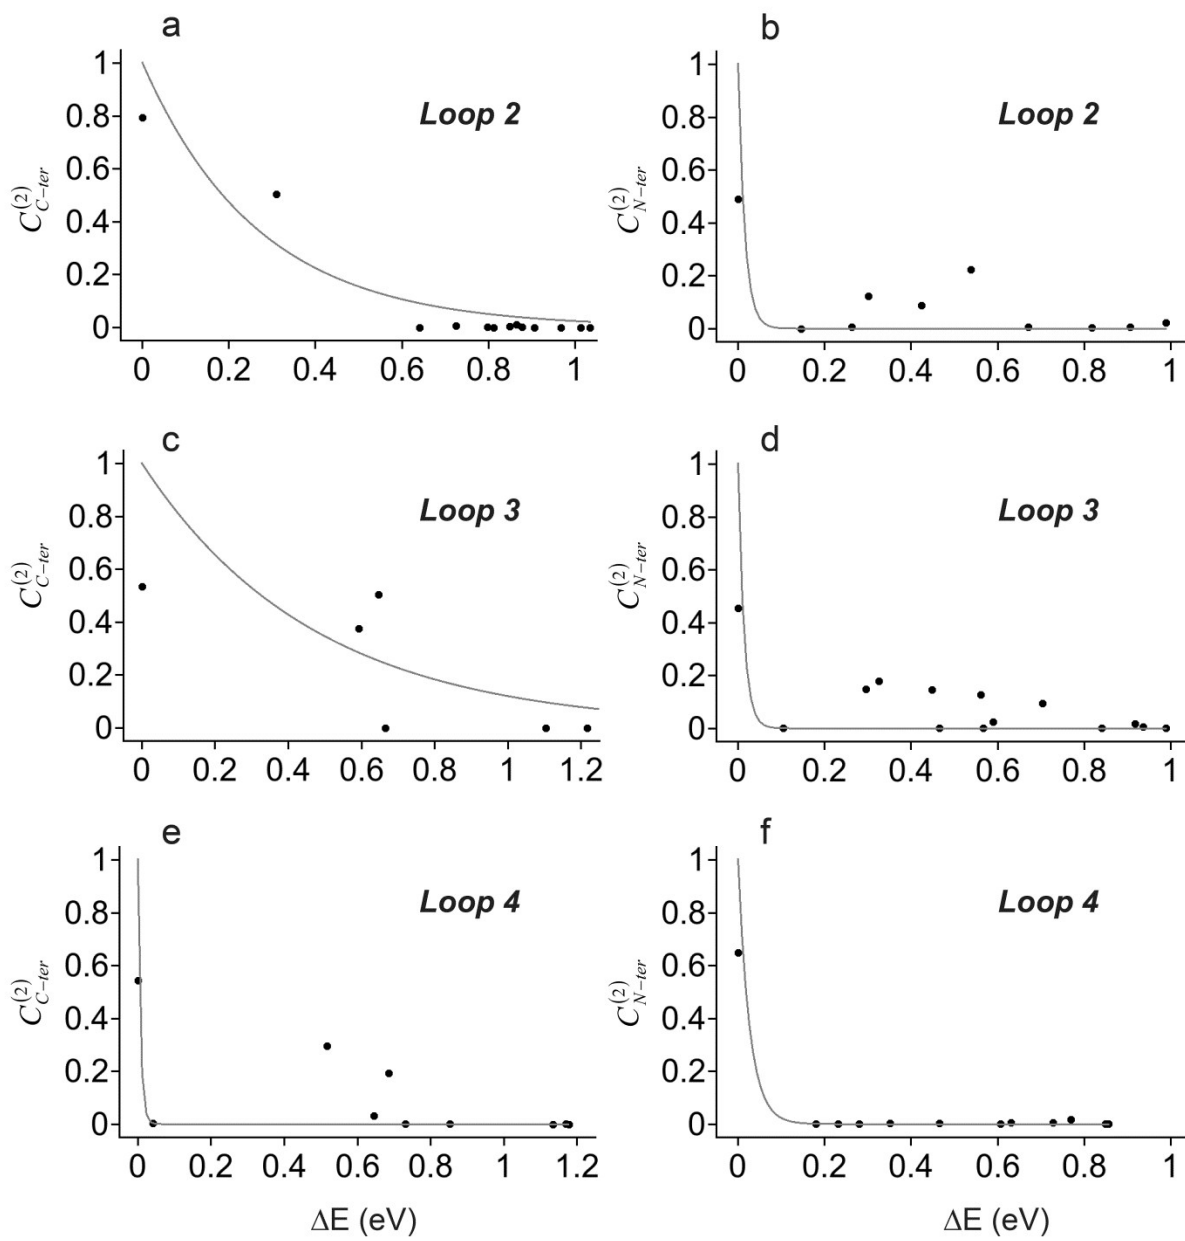 a
1
0.8
0.6
0.4
0.2
0
C^{(2)}_{C-ter}
Loop 2
0 0.2 0.4 0.6 0.8 1
b
1
0.8
0.6
0.4
0.2
0
C^{(2)}_{N-ter}
Loop 2
0 0.2 0.4 0.6 0.8 1
c
1
0.8
0.6
0.4
0.2
0
C^{(2)}_{C-ter}
Loop 3
0 0.2 0.4 0.6 0.8 1 1.2
d
1
0.8
0.6
0.4
0.2
0
C^{(2)}_{N-ter}
Loop 3
0 0.2 0.4 0.6 0.8 1
e
1
0.8
0.6
0.4
0.2
0
C^{(2)}_{C-ter}
Loop 4
0 0.2 0.4 0.6 0.8 1 1.2
ΔE (eV)
f
1
0.8
0.6
0.4
0.2
0
C^{(2)}_{N-ter}
Loop 4
0 0.2 0.4 0.6 0.8 1
ΔE (eV)